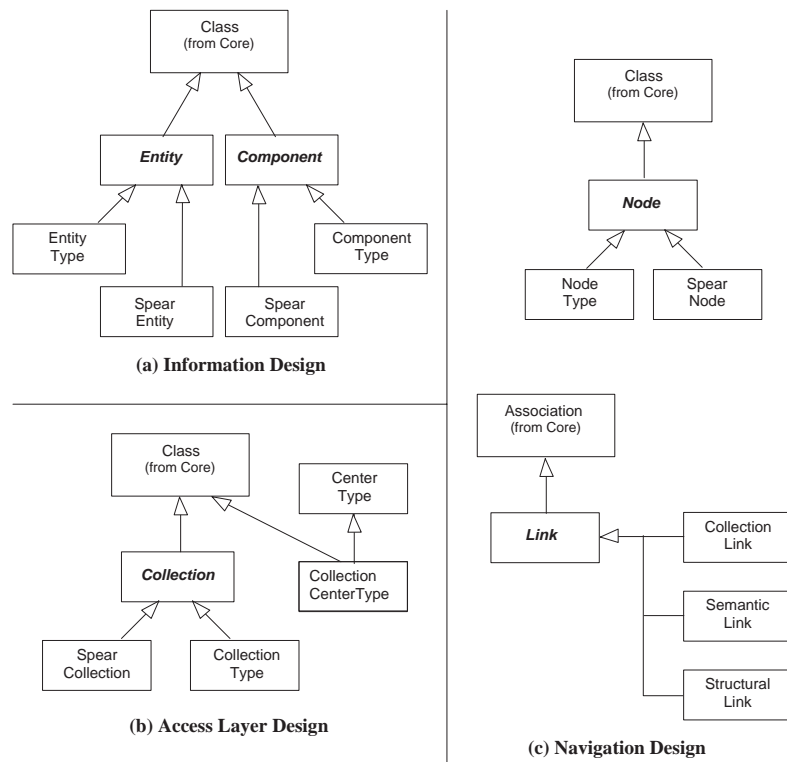 Class
(from Core)
Entity
Component
Entity
Type
Component
Type
Spear
Entity
Spear
Component
(a) Information Design
Class
(from Core)
Center
Type
Collection
Collection
CenterType
Spear
Collection
Collection
Type
(b) Access Layer Design
Class
(from Core)
Node
Node
Type
Spear
Node
Association
(from Core)
Link
Collection
Link
Semantic
Link
Structural
Link
(c) Navigation Design